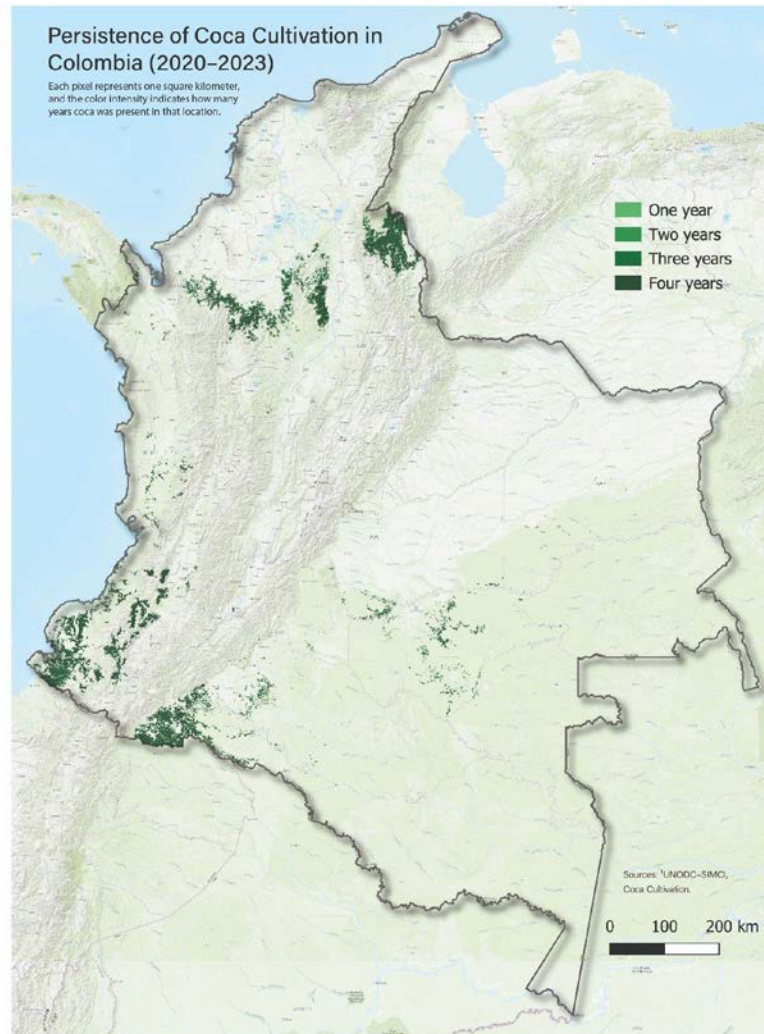 Persistence of Coca Cultivation in
Colombia (2020–2023)
Each pixel represents one square kilometer,
and the color intensity indicates how many
years coca was present in that location.
One year
Two years
Three years
Four years
Sources: ¹UNODC–SIMCI,
Coca Cultivation.
0 100 200 km